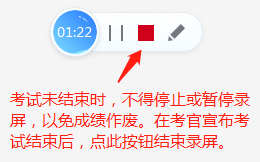 01:22
考试未结束时，不得停止或暂停录
屏，以免成绩作废。在考官宣布考
试结束后，点此按钮结束录屏。